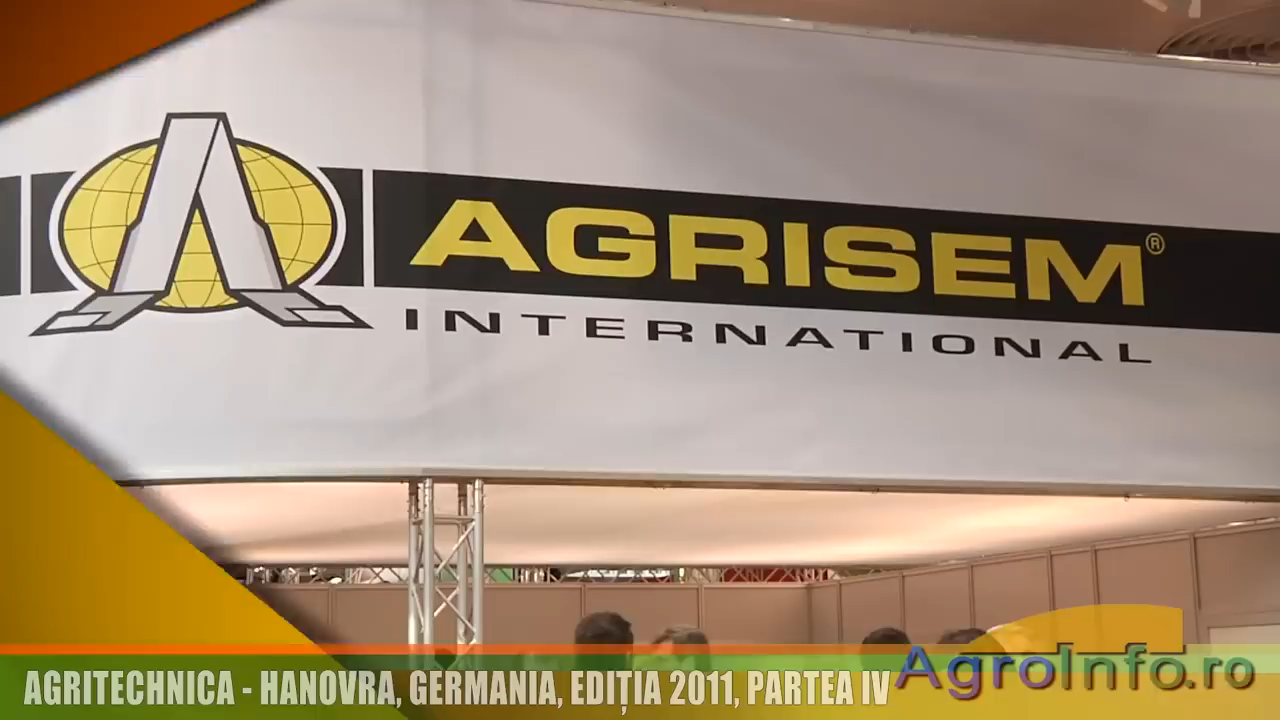 AGRISEM®
INTERNATIONAL
AGRITECHNICA - HANOVRA, GERMANIA, EDIȚIA 2011, PARTEA IV
AgroInfo.ro